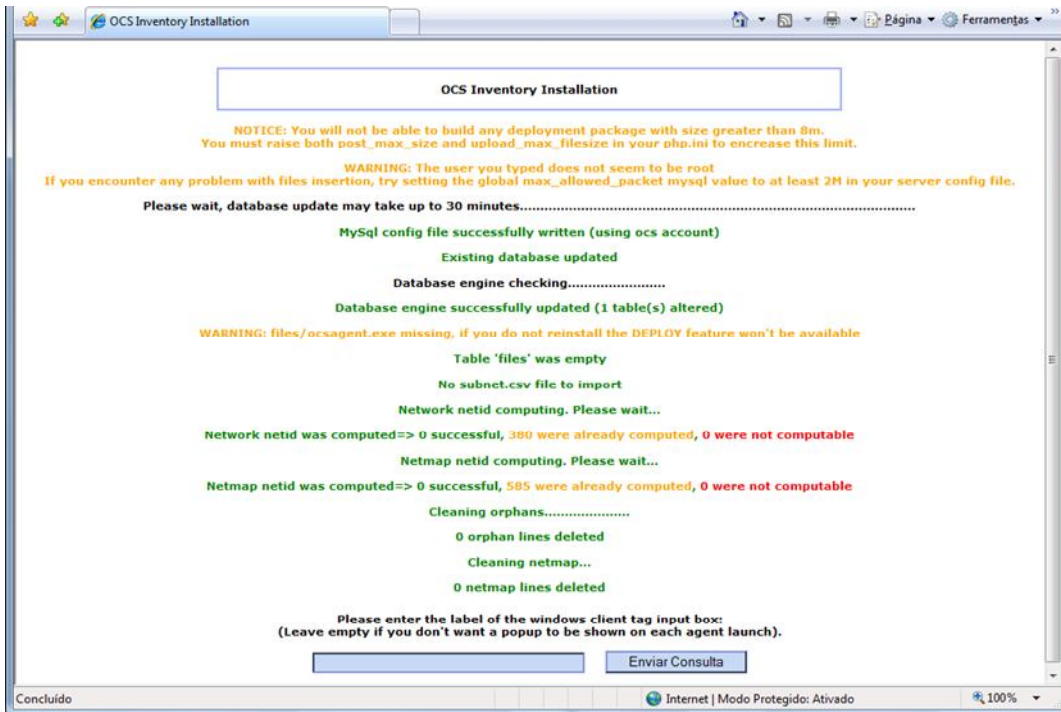 OCS Inventory Installation
Página
Ferramentas
OCS Inventory Installation
NOTICE: You will not be able to build any deployment package with size greater than 8m.
You must raise both post_max_size and upload_max_filesize in your php.ini to encrease this limit.
WARNING: The user you typed does not seem to be root
If you encounter any problem with files insertion, try setting the global max_allowed_packet mysql value to at least 2M in your server config file.
Please wait, database update may take up to 30 minutes..............................................................................................
MySql config file successfully written (using ocs account)
Existing database updated
Database engine checking........................
Database engine successfully updated (1 table(s) altered)
WARNING: files/ocsagent.exe missing, if you do not reinstall the DEPLOY feature won't be available
Table 'files' was empty
No subnet.csv file to import
Network netid computing. Please wait...
Network netid was computed=> 0 successful, 380 were already computed, 0 were not computable
Netmap netid computing. Please wait...
Netmap netid was computed=> 0 successful, 585 were already computed, 0 were not computable
Cleaning orphans.....................
0 orphan lines deleted
Cleaning netmap...
0 netmap lines deleted
Please enter the label of the windows client tag input box:
(Leave empty if you don't want a popup to be shown on each agent launch).
Enviar Consulta
Concluído
Internet | Modo Protegido: Ativado
100%